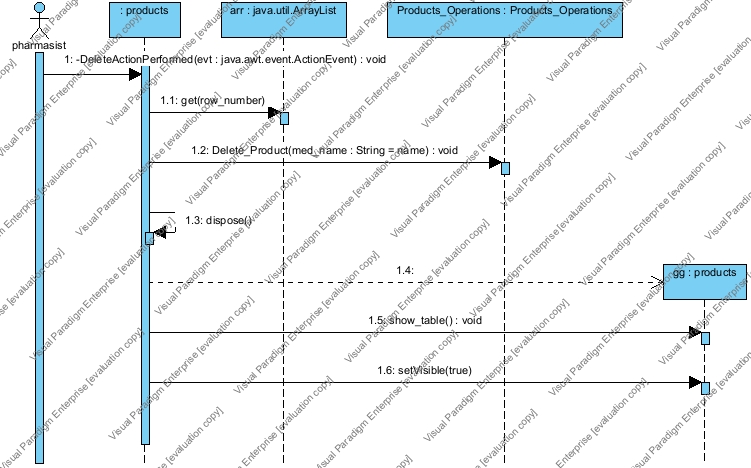 : products
arr : java.util.ArrayList
Products_Operations : Products_Operations
pharmasist
1: -DeleteActionPerformed(evt : java.awt.event.ActionEvent) : void
1.1: get(row_number)
1.2: Delete_Product(med_name : String = name) : void
1.3: dispose()
1.4:
gg : products
1.5: show_table() : void
1.6: setVisible(true)
Visual Paradigm Enterprise [evaluation copy]